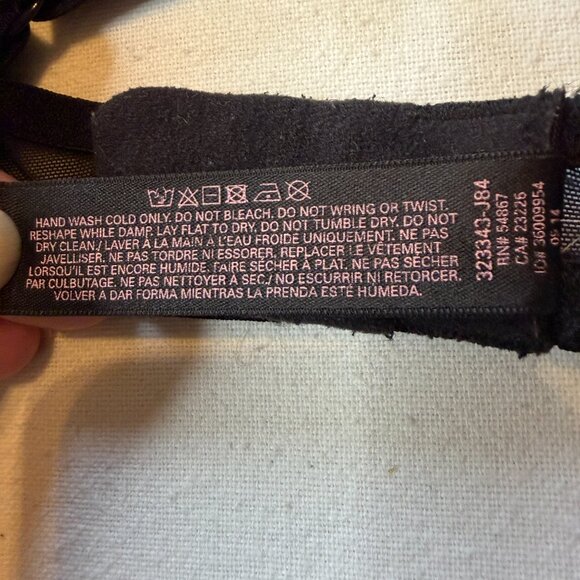 HAND WASH COLD ONLY. DO NOT BLEACH. DO NOT WRING OR TWIST.
RESHAPE WHILE DAMP. LAY FLAT TO DRY. DO NOT TUMBLE DRY. DO NOT
DRY CLEAN./ LAVER À LA MAIN À L'EAU FROIDE UNIQUEMENT. NE PAS
JAVELLISER. NE PAS TORDRE NI ESSORER. REPLACER LE VÊTEMENT
LORSQU'IL EST ENCORE HUMIDE. FAIRE SÉCHER À PLAT. NE PAS SÉCHER
PAR CULBUTAGE. NE PAS NETTOYER À SEC./ NO ESCURRIR NI RETORCER.
VOLVER A DAR FORMA MIENTRAS LA PRENDA ESTÉ HUMEDA.
323343-J84
RN# 54867
CA# 23226
IO# 36009954
14